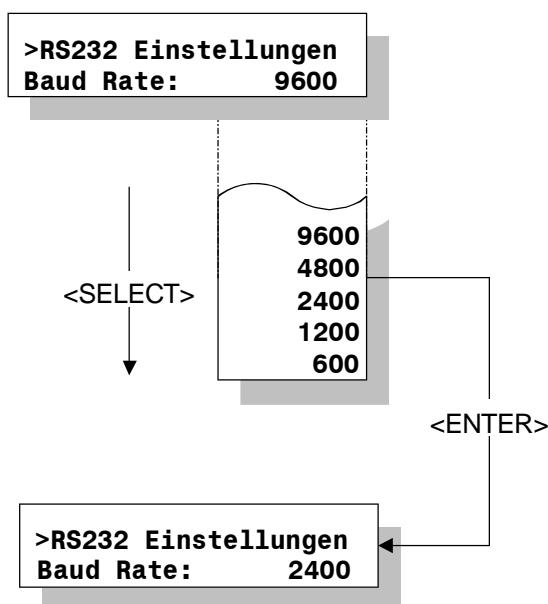 >RS232 Einstellungen
Baud Rate: 9600
9600
4800
<SELECT>
2400
1200
600
<ENTER>
>RS232 Einstellungen
Baud Rate: 2400